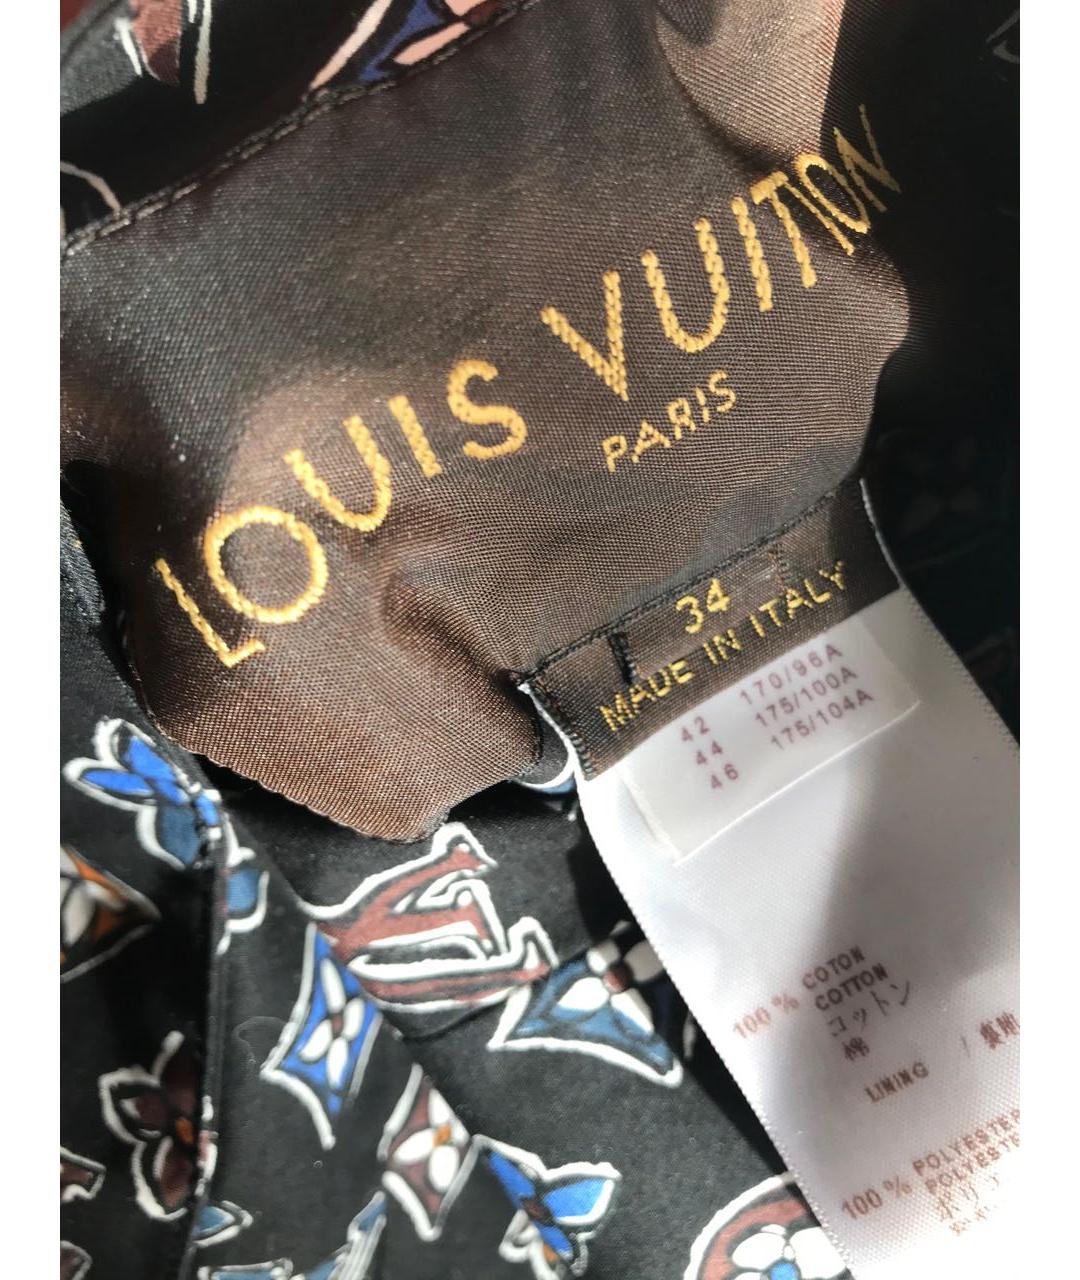 LOUIS VUITTON
PARIS
34
MADE IN ITALY
42 170/96A
44 175/100A
46 175/104A
100 % COTON
COTTON
コットン
棉
LINING /
100 % POLYESTER
POLYESTE